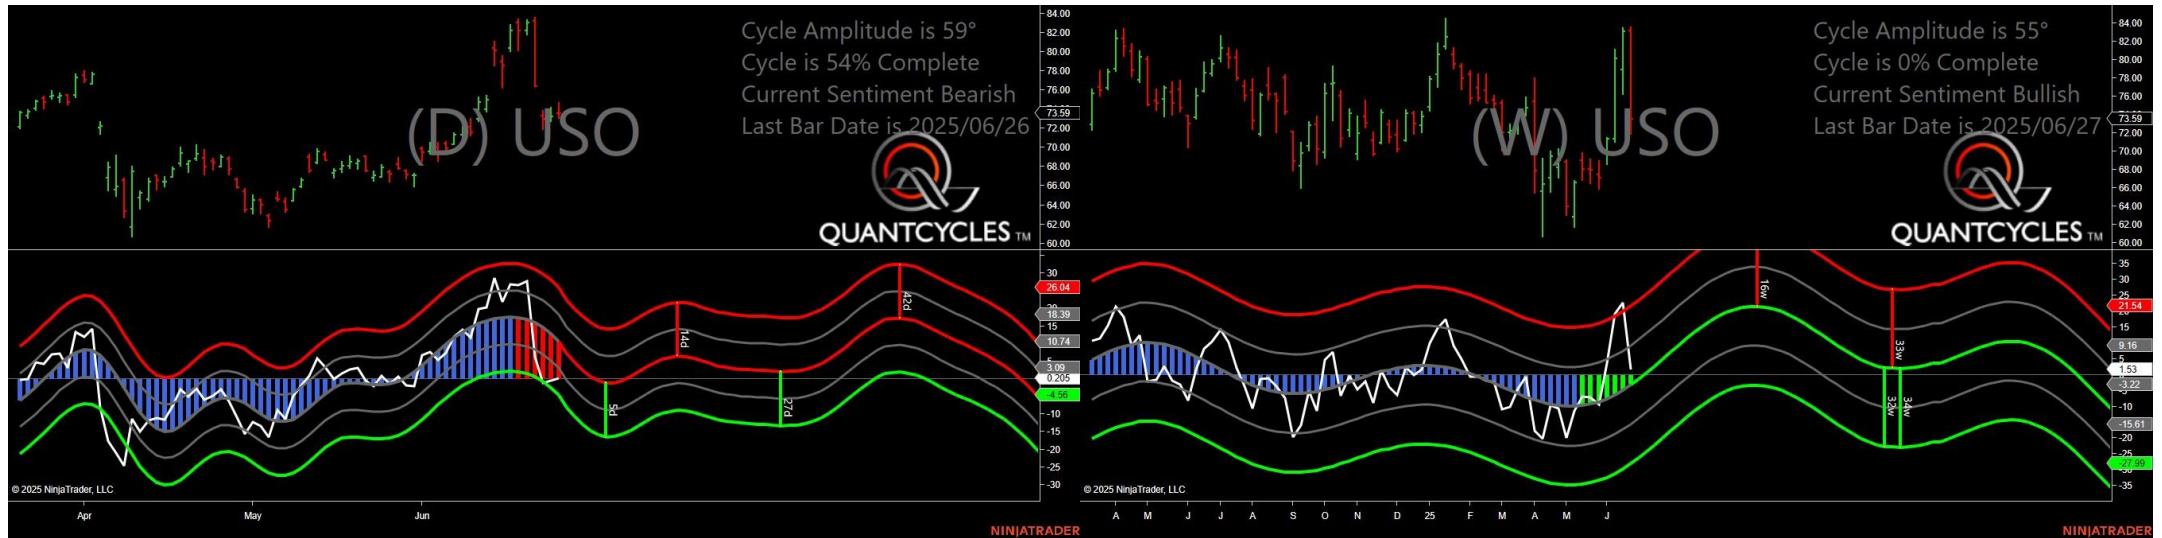 Cycle Amplitude is 59°
Cycle is 54% Complete
Current Sentiment Bearish
Last Bar Date is 2025/06/26
(D) USO
QUANTCYCLES TM
84.00
82.00
80.00
78.00
76.00
73.59
72.00
70.00
68.00
66.00
64.00
62.00
60.00
30
26.04
18.39
15
10.74
5
3.09
0.205
-4.56
-10
-15
-20
-25
-30
5d
14d
27d
42d
© 2025 NinjaTrader, LLC
Apr May Jun
NINJATRADER
Cycle Amplitude is 55°
Cycle is 0% Complete
Current Sentiment Bullish
Last Bar Date is 2025/06/27
(W) USO
QUANTCYCLES TM
84.00
82.00
80.00
78.00
76.00
73.59
72.00
70.00
68.00
66.00
64.00
62.00
60.00
35
30
25
21.54
15
9.16
5
1.53
-3.22
-10
-15.61
-20
-27.99
-35
16w
33w
32w
34w
© 2025 NinjaTrader, LLC
A M J J A S O N D 25 F M A M J
NINJATRADER